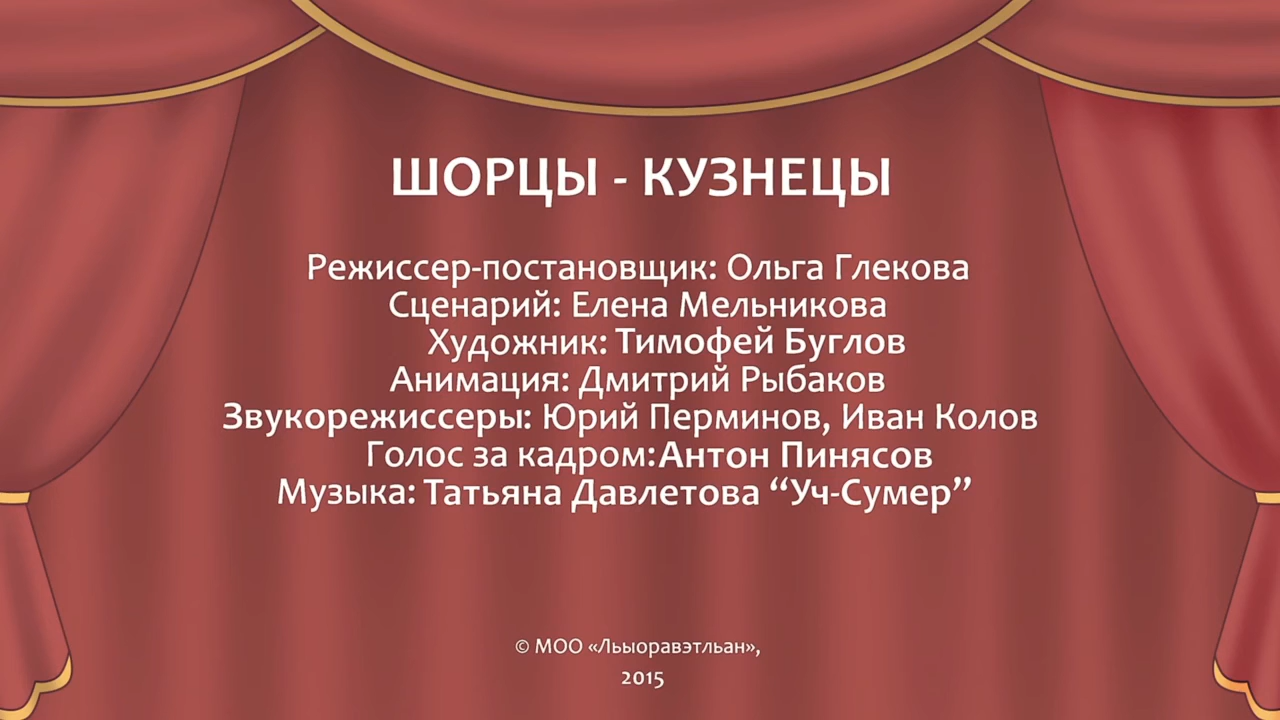 ШОРЦЫ - КУЗНЕЦЫ
Режиссер-постановщик: Ольга Глекова
Сценарий: Елена Мельникова
Художник: Тимофей Буглов
Анимация: Дмитрий Рыбаков
Звукорежиссеры: Юрий Перминов, Иван Колов
Голос за кадром:Антон Пинясов
Музыка: Татьяна Давлетова “Уч-Сумер”
© МОО «Льыоравэтльан»,
2015